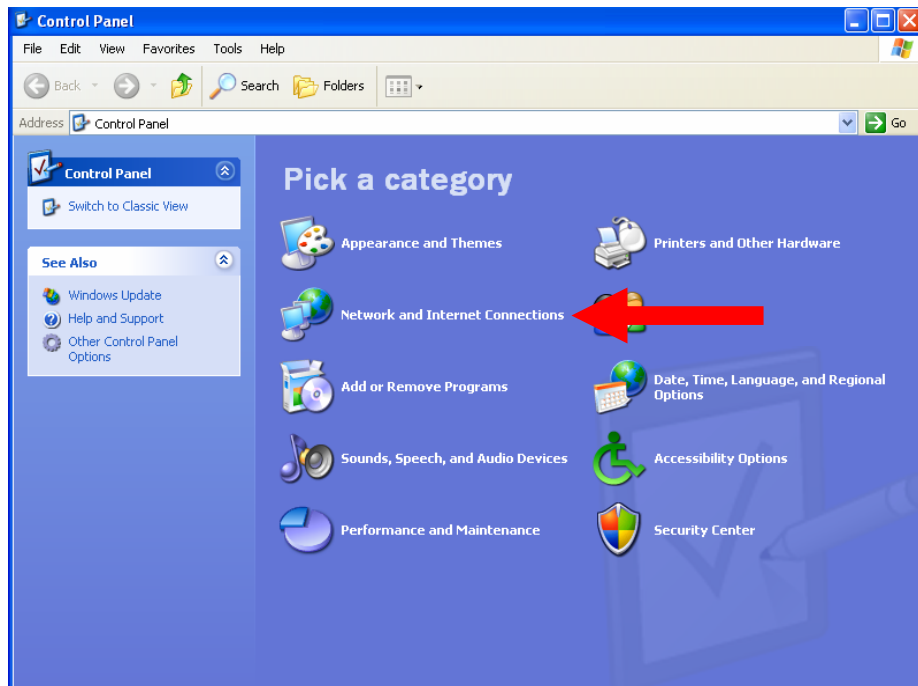 Control Panel
File Edit View Favorites Tools Help
Back Search Folders
Address Control Panel Go
Control Panel
Switch to Classic View
See Also
Windows Update
Help and Support
Other Control Panel
Options
Pick a category
Appearance and Themes
Printers and Other Hardware
Network and Internet Connections
Add or Remove Programs
Date, Time, Language, and Regional
Options
Sounds, Speech, and Audio Devices
Accessibility Options
Performance and Maintenance
Security Center